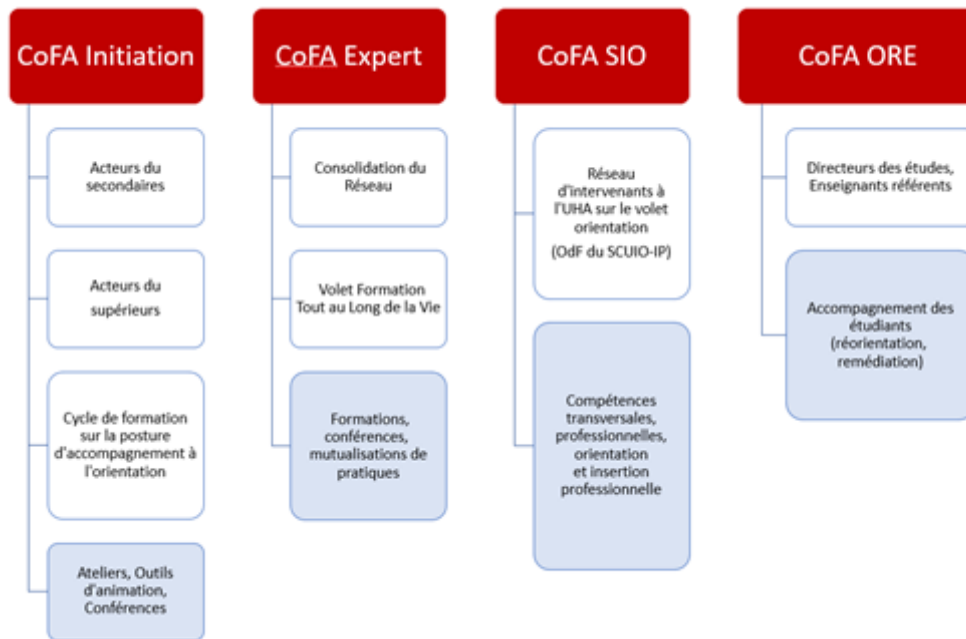 CoFA Initiation
Acteurs du
secondaires
Acteurs du
supérieurs
Cycle de formation
sur la posture
d'accompagnement à
l'orientation
Ateliers, Outils
d'animation,
Conférences
CoFA Expert
Consolidation du
Réseau
Volet Formation
Tout au Long de la Vie
Formations,
conférences,
mutualisations de
pratiques
CoFA SIO
Réseau
d'intervenants à
l'UHA sur le volet
orientation
(OdF du SCUIO-IP)
Compétences
transversales,
professionnelles,
orientation
et insertion
professionnelle
CoFA ORE
Directeurs des études,
Enseignants référents
Accompagnement des
étudiants
(réorientation,
remédiation)